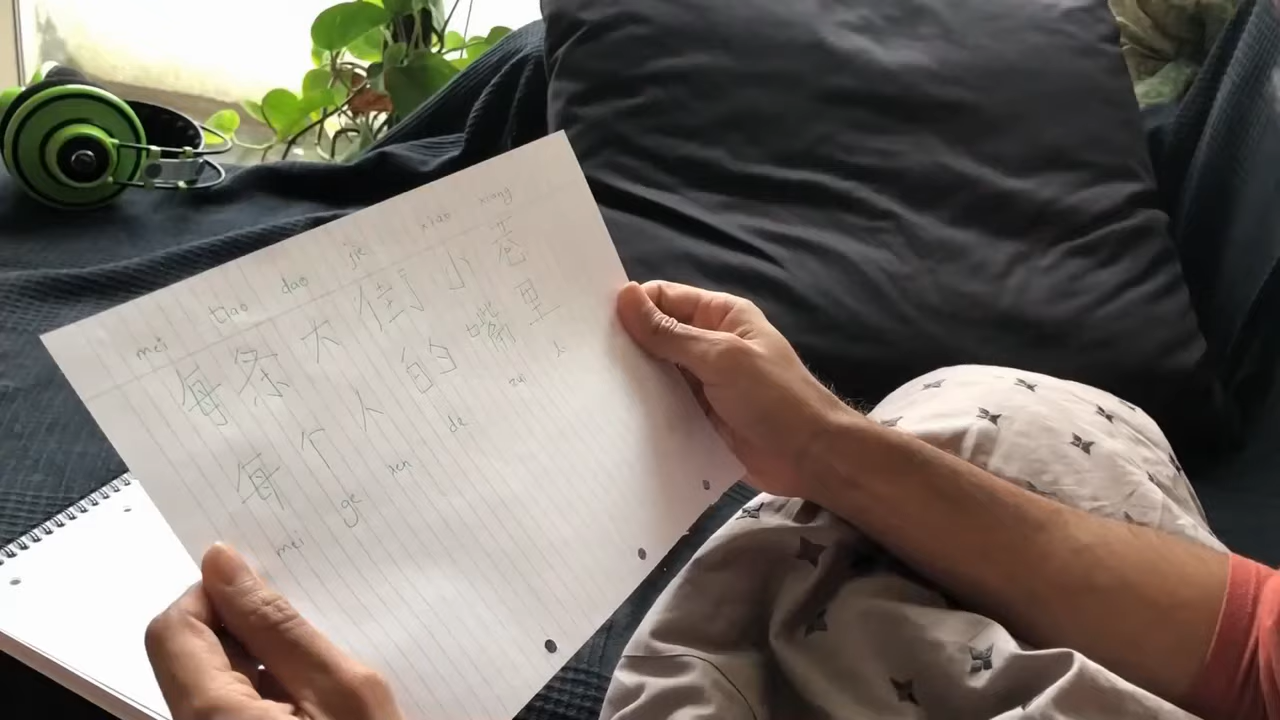 mei tiao dao jie xiao xiang
每条大街小巷
每个人的嘴里
mei ge ren de zui li